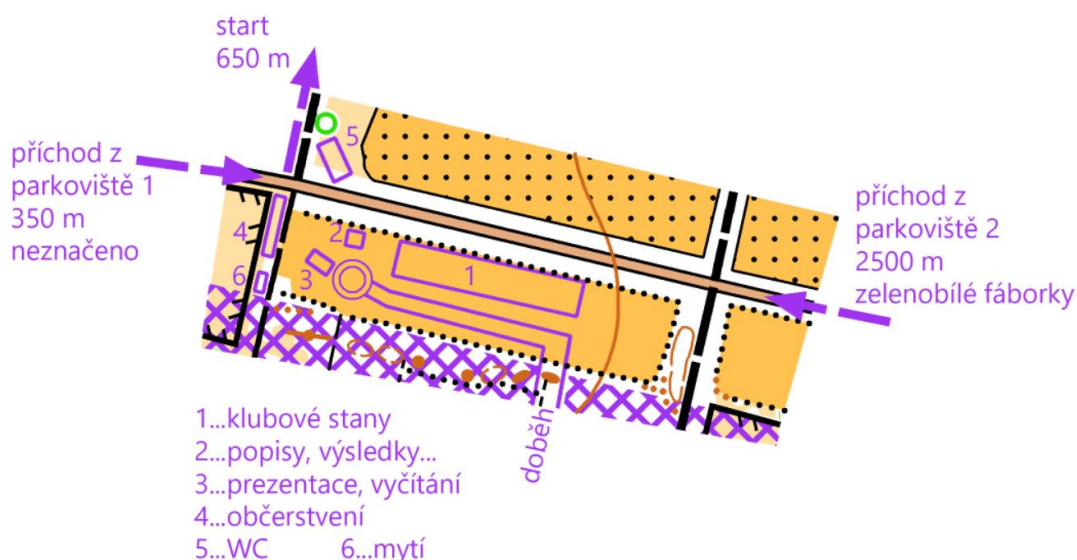 start
650 m
příchod z
parkoviště 1
350 m
neznačeno
5
4
2
6
3
1
příchod z
parkoviště 2
2500 m
zelenobílé fáborky
doběh
1...klubové stany
2...popisy, výsledky...
3...prezentace, vyčítání
4...občerstvení
5...WC 6...mytí